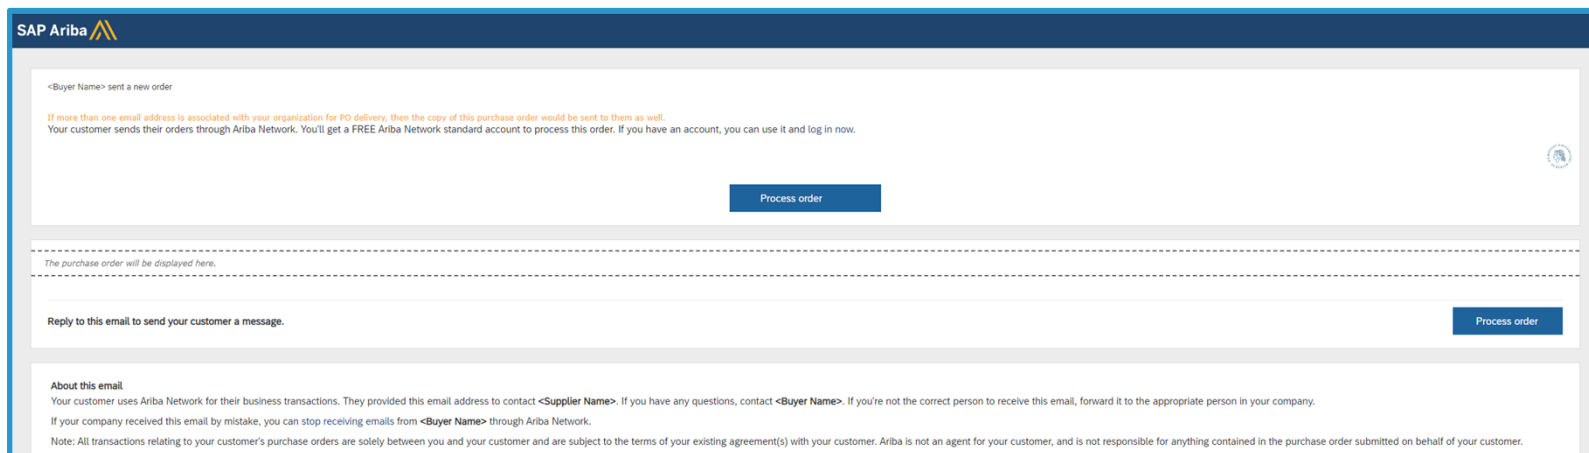 SAP Ariba
<Buyer Name> sent a new order
If more than one email address is associated with your organization for PO delivery, then the copy of this purchase order would be sent to them as well.
Your customer sends their orders through Ariba Network. You'll get a FREE Ariba Network standard account to process this order. If you have an account, you can use it and log in now.
Process order
The purchase order will be displayed here.
Reply to this email to send your customer a message.
Process order
About this email
Your customer uses Ariba Network for their business transactions. They provided this email address to contact <Supplier Name>. If you have any questions, contact <Buyer Name>. If you're not the correct person to receive this email, forward it to the appropriate person in your company.
If your company received this email by mistake, you can stop receiving emails from <Buyer Name> through Ariba Network.
Note: All transactions relating to your customer's purchase orders are solely between you and your customer and are subject to the terms of your existing agreement(s) with your customer. Ariba is not an agent for your customer, and is not responsible for anything contained in the purchase order submitted on behalf of your customer.